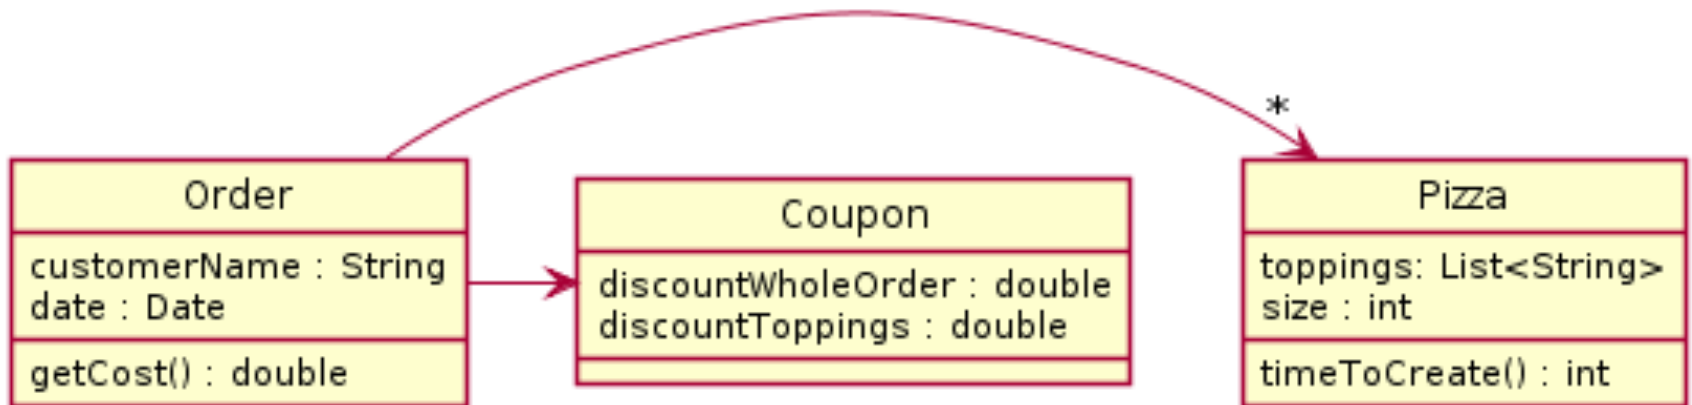 *
Order
customerName : String
date : Date
getCost() : double
Coupon
discountWholeOrder : double
discountToppings : double
Pizza
toppings: List<String>
size : int
timeToCreate() : int